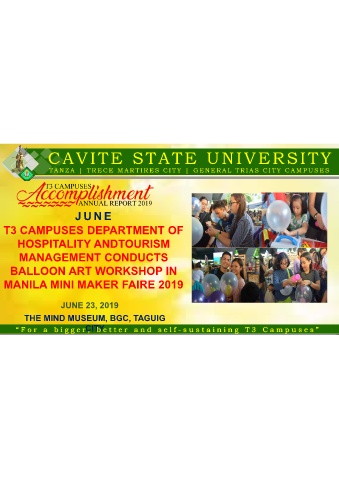 CAVITE STATE UNIVERSITY
TANZA | TRECE MARTIRES CITY | GENERAL TRIAS CITY CAMPUSES
T3 CAMPUSES
Accomplishment
ANNUAL REPORT 2019
JUNE
T3 CAMPUSES DEPARTMENT OF
HOSPITALITY ANDTOURISM
MANAGEMENT CONDUCTS
BALLOON ART WORKSHOP IN
MANILA MINI MAKER FAIRE 2019
JUNE 23, 2019
THE MIND MUSEUM, BGC, TAGUIG
"For a bigger, better and self-sustaining T3 Campuses"